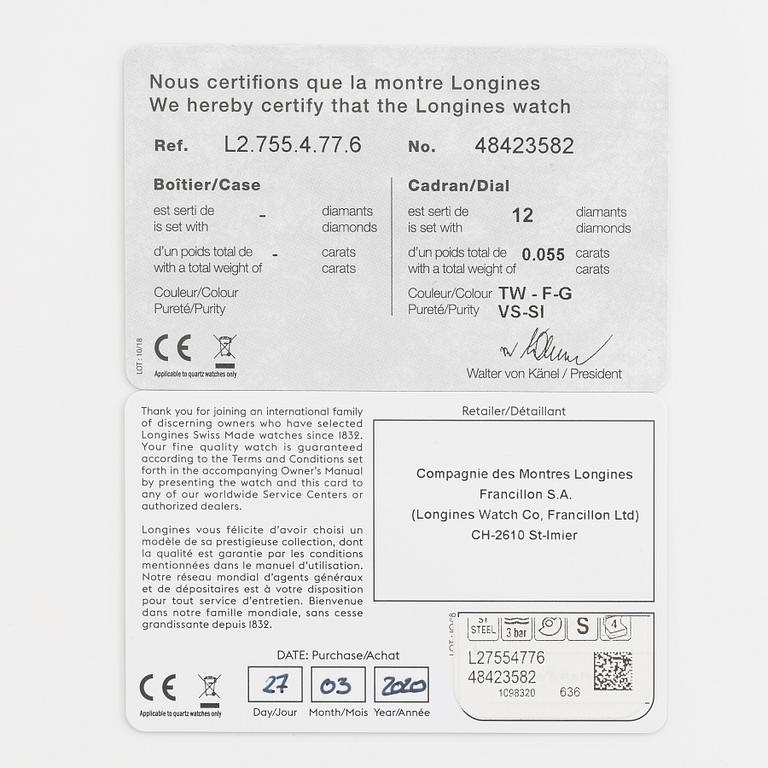 Nous certifions que la montre Longines
We hereby certify that the Longines watch
Ref. L2.755.4.77.6 No. 48423582
Boîtier/Case
est serti de - diamants
is set with diamonds
d'un poids total de - carats
with a total weight of carats
Couleur/Colour
Pureté/Purity
Cadran/Dial
est serti de 12 diamants
is set with diamonds
d'un poids total de 0.055 carats
with a total weight of carats
Couleur/Colour TW - F-G
Pureté/Purity VS-SI
LOT : 10/18
CE
Applicable to quartz watches only
Walter von Känel / President
Thank you for joining an international family
of discerning owners who have selected
Longines Swiss Made watches since 1832.
Your fine quality watch is guaranteed
according to the Terms and Conditions set
forth in the accompanying Owner's Manual
by presenting the watch and this card to
any of our worldwide Service Centers or
authorized dealers.
Longines vous félicite d'avoir choisi un
modèle de sa prestigieuse collection, dont
la qualité est garantie par les conditions
mentionnées dans le manuel d'utilisation.
Notre réseau mondial d'agents généraux
et de dépositaires est à votre disposition
pour tout service d'entretien. Bienvenue
dans notre famille mondiale, sans cesse
grandissante depuis 1832.
Retailer/Détaillant
Compagnie des Montres Longines
Francillon S.A.
(Longines Watch Co, Francillon Ltd)
CH-2610 St-Imier
DATE: Purchase/Achat
27 03 2020
Day/Jour Month/Mois Year/Année
CE
Applicable to quartz watches only
ST
STEEL 3 bar S 4
L27554776
48423582
1C98320 636